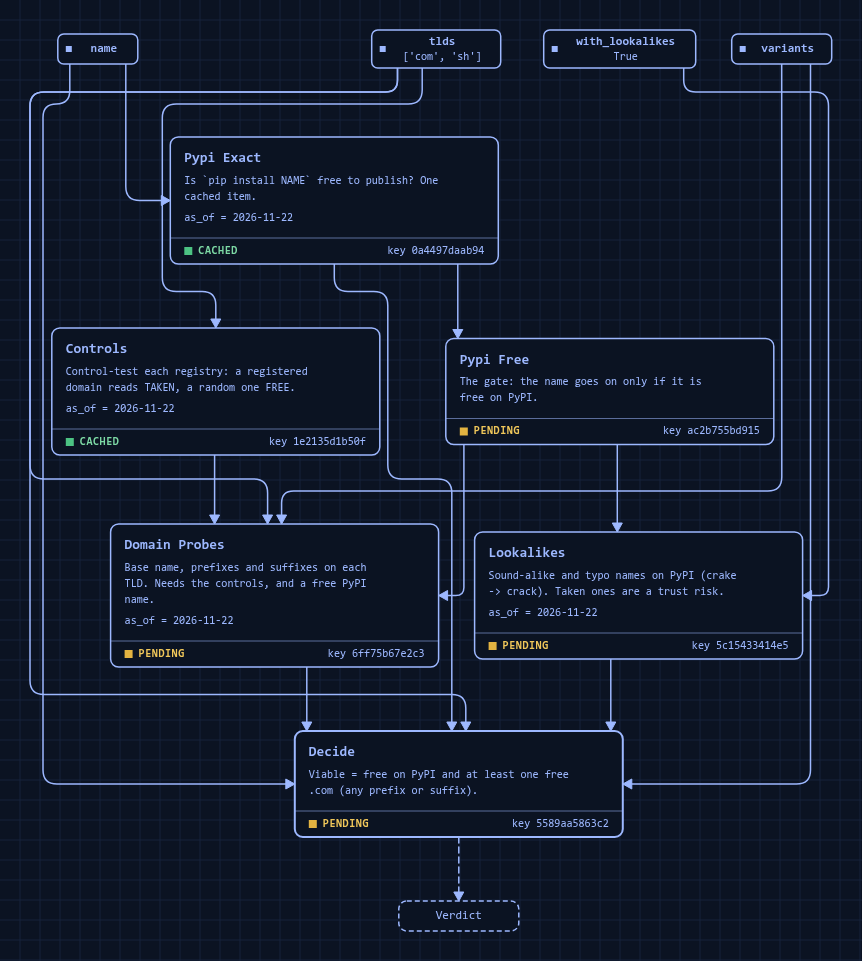 name
tlds
['com', 'sh']
with_lookalikes
True
variants
Pypi Exact
Is `pip install NAME` free to publish? One
cached item.
as_of = 2026-11-22
CACHED
key 0a4497daab94
Controls
Control-test each registry: a registered
domain reads TAKEN, a random one FREE.
as_of = 2026-11-22
CACHED
key 1e2135d1b50f
Pypi Free
The gate: the name goes on only if it is
free on PyPI.
PENDING
key ac2b755bd915
Domain Probes
Base name, prefixes and suffixes on each
TLD. Needs the controls, and a free PyPI
name.
as_of = 2026-11-22
PENDING
key 6ff75b67e2c3
Lookalikes
Sound-alike and typo names on PyPI (crake
-> crack). Taken ones are a trust risk.
as_of = 2026-11-22
PENDING
key 5c15433414e5
Decide
Viable = free on PyPI and at least one free
.com (any prefix or suffix).
PENDING
key 5589aa5863c2
Verdict